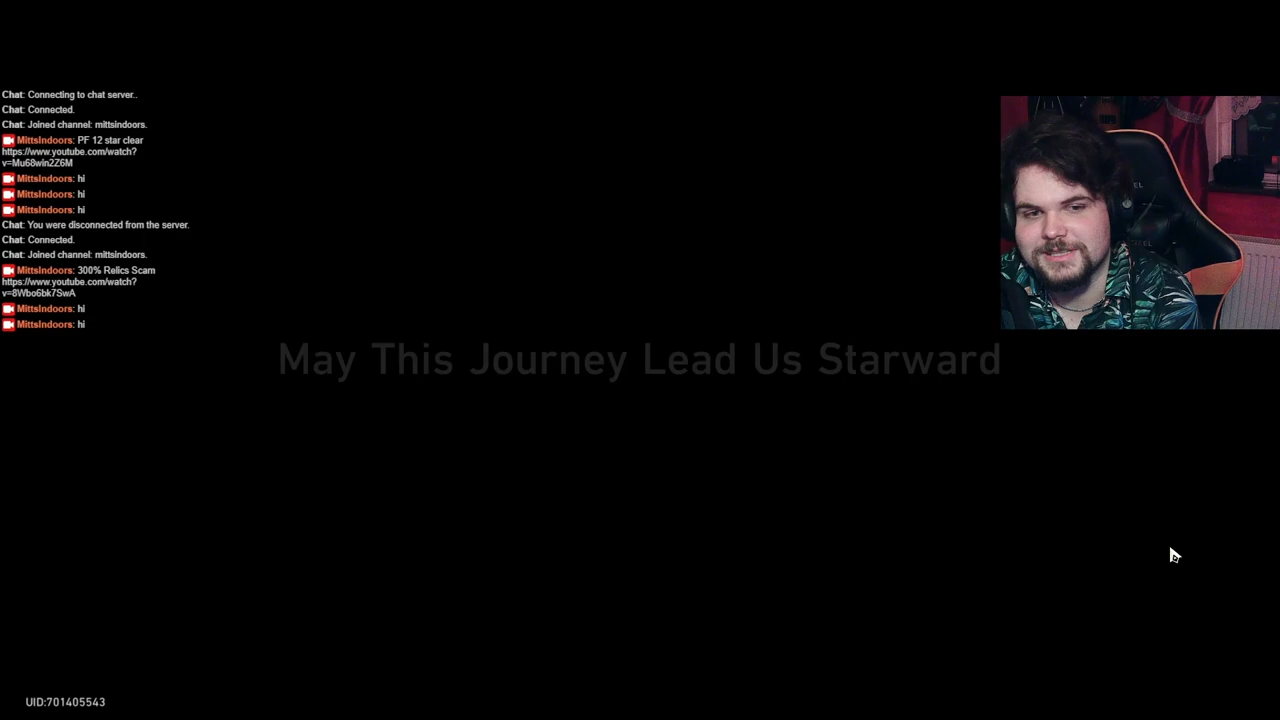 Chat: Connecting to chat server..
Chat: Connected.
Chat: Joined channel: mittsindoors.
MittsIndoors: PF 12 star clear
https://www.youtube.com/watch?
v=Mu68win2Z6M
MittsIndoors: hi
MittsIndoors: hi
MittsIndoors: hi
Chat: You were disconnected from the server.
Chat: Connected.
Chat: Joined channel: mittsindoors.
MittsIndoors: 300% Relics Scam
https://www.youtube.com/watch?
v=8Wbo6bk7SwA
MittsIndoors: hi
MittsIndoors: hi
May This Journey Lead Us Starward
UID:701405543